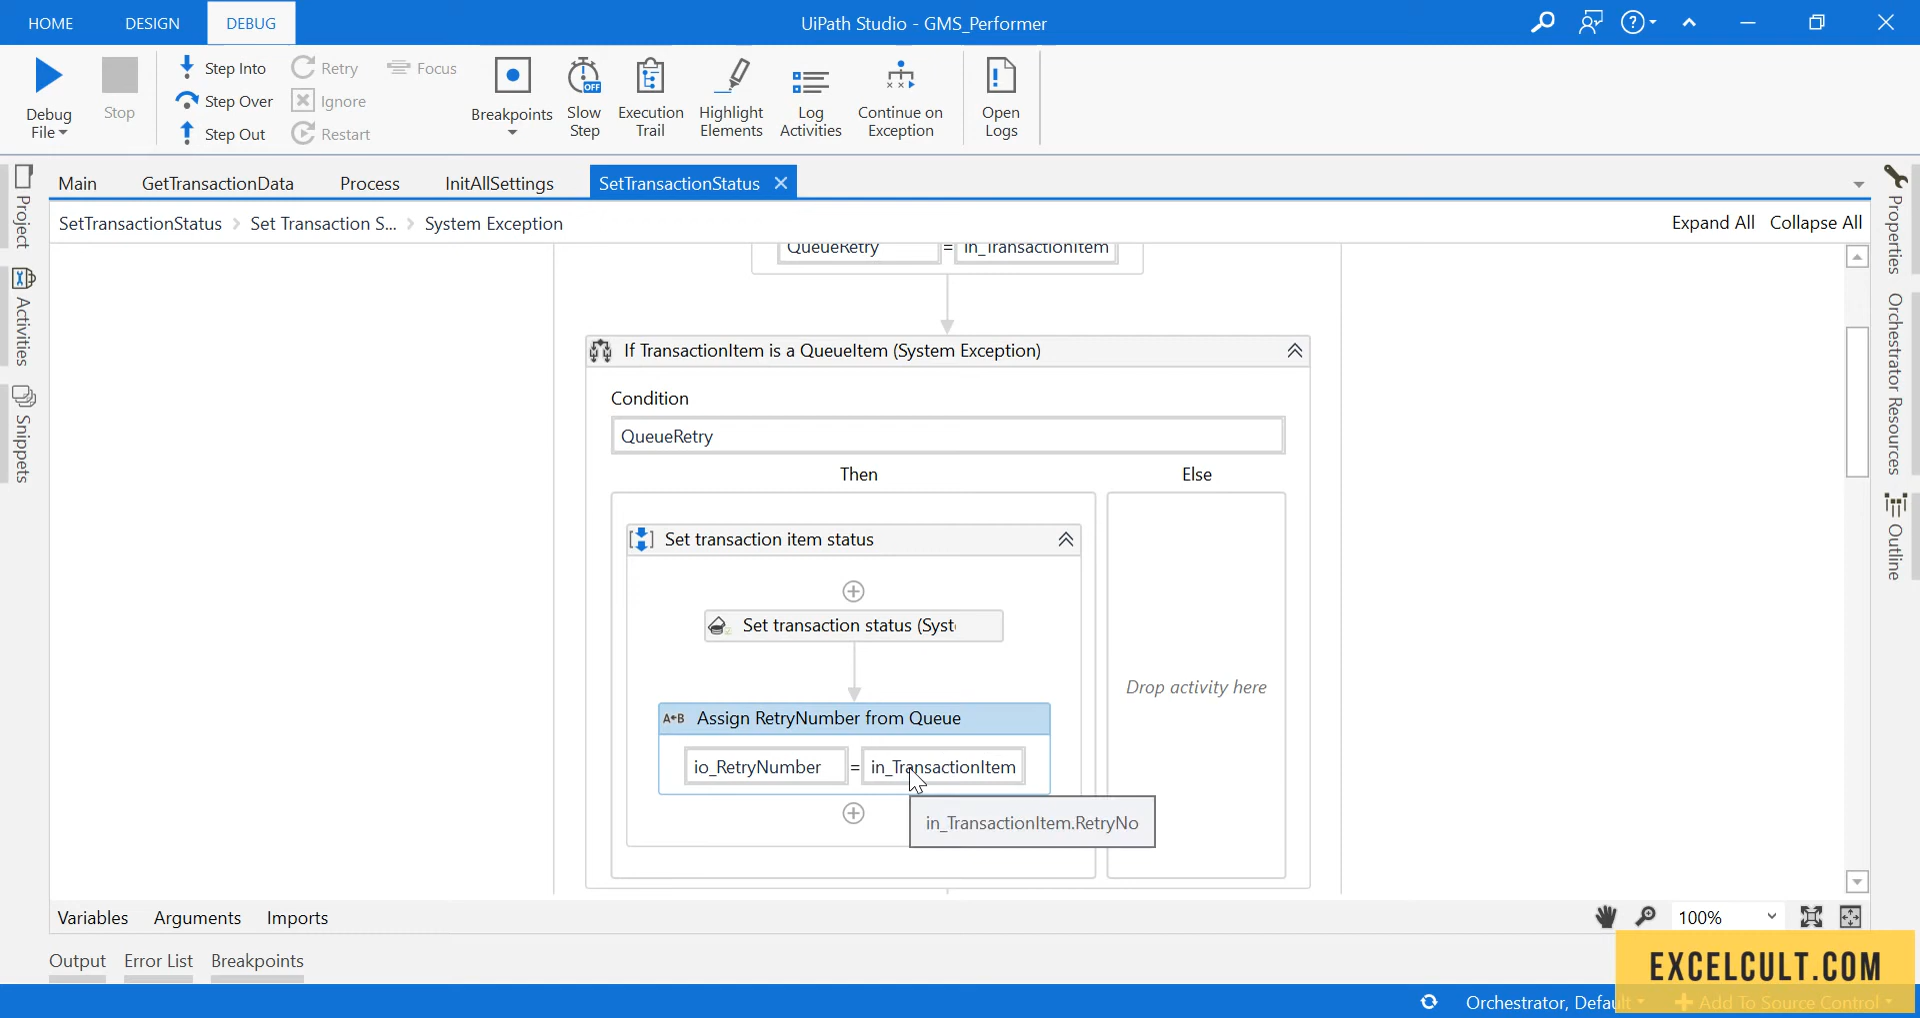 HOME DESIGN DEBUG UiPath Studio - GMS_Performer
Debug File Stop
Step Into
Step Over
Step Out
Retry
Ignore
Restart
Focus
Breakpoints
Slow Step
Execution Trail
Highlight Elements
Log Activities
Continue on Exception
Open Logs
Main GetTransactionData Process InitAllSettings SetTransactionStatus
SetTransactionStatus Set Transaction S... System Exception Expand All Collapse All
Project
Activities
Snippets
QueueRetry = in_TransactionItem
If TransactionItem is a QueueItem (System Exception)
Condition
QueueRetry
Then Else
Set transaction item status
Set transaction status (Syst
Drop activity here
A+B Assign RetryNumber from Queue
io_RetryNumber = in_TransactionItem
in_TransactionItem.RetryNo
Properties
Orchestrator Resources
Outline
Variables Arguments Imports 100%
Output Error List Breakpoints
EXCELCULT.COM
Orchestrator, Default + Add To Source Control